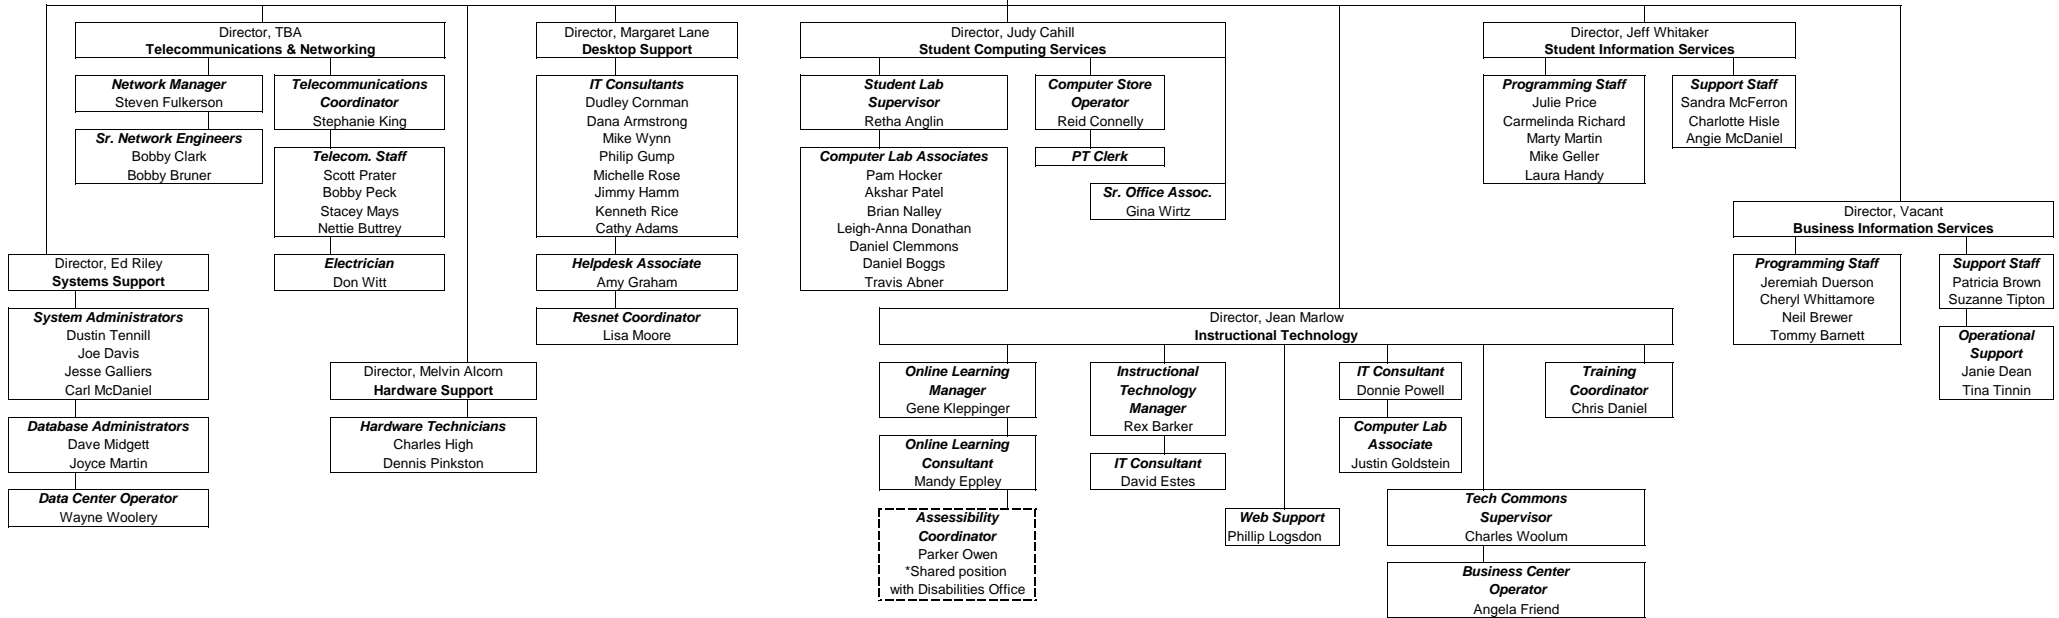 Director, TBA
Telecommunications & Networking
Network Manager
Steven Fulkerson
Sr. Network Engineers
Bobby Clark
Bobby Bruner
Telecommunications
Coordinator
Stephanie King
Telecom. Staff
Scott Prater
Bobby Peck
Stacey Mays
Nettie Buttrey
Electrician
Don Witt
Director, Ed Riley
Systems Support
System Administrators
Dustin Tennill
Joe Davis
Jesse Galliers
Carl McDaniel
Database Administrators
Dave Midgett
Joyce Martin
Data Center Operator
Wayne Woolery
Director, Melvin Alcorn
Hardware Support
Hardware Technicians
Charles High
Dennis Pinkston
Director, Margaret Lane
Desktop Support
IT Consultants
Dudley Cornman
Dana Armstrong
Mike Wynn
Philip Gump
Michelle Rose
Jimmy Hamm
Kenneth Rice
Cathy Adams
Helpdesk Associate
Amy Graham
Resnet Coordinator
Lisa Moore
Director, Judy Cahill
Student Computing Services
Student Lab
Supervisor
Retha Anglin
Computer Lab Associates
Pam Hocker
Akshar Patel
Brian Nalley
Leigh-Anna Donathan
Daniel Clemmons
Daniel Boggs
Travis Abner
Computer Store
Operator
Reid Connelly
PT Clerk
Sr. Office Assoc.
Gina Wirtz
Director, Jean Marlow
Instructional Technology
Online Learning
Manager
Gene Kleppinger
Online Learning
Consultant
Mandy Eppley
Assessibility
Coordinator
Parker Owen
*Shared position
with Disabilities Office
Instructional
Technology
Manager
Rex Barker
IT Consultant
David Estes
Web Support
Phillip Logsdon
IT Consultant
Donnie Powell
Computer Lab
Associate
Justin Goldstein
Tech Commons
Supervisor
Charles Woolum
Business Center
Operator
Angela Friend
Training
Coordinator
Chris Daniel
Director, Jeff Whitaker
Student Information Services
Programming Staff
Julie Price
Carmelinda Richard
Marty Martin
Mike Geller
Laura Handy
Support Staff
Sandra McFerron
Charlotte Hisle
Angie McDaniel
Director, Vacant
Business Information Services
Programming Staff
Jeremiah Duerson
Cheryl Whittamore
Neil Brewer
Tommy Barnett
Support Staff
Patricia Brown
Suzanne Tipton
Operational
Support
Janie Dean
Tina Tinnin